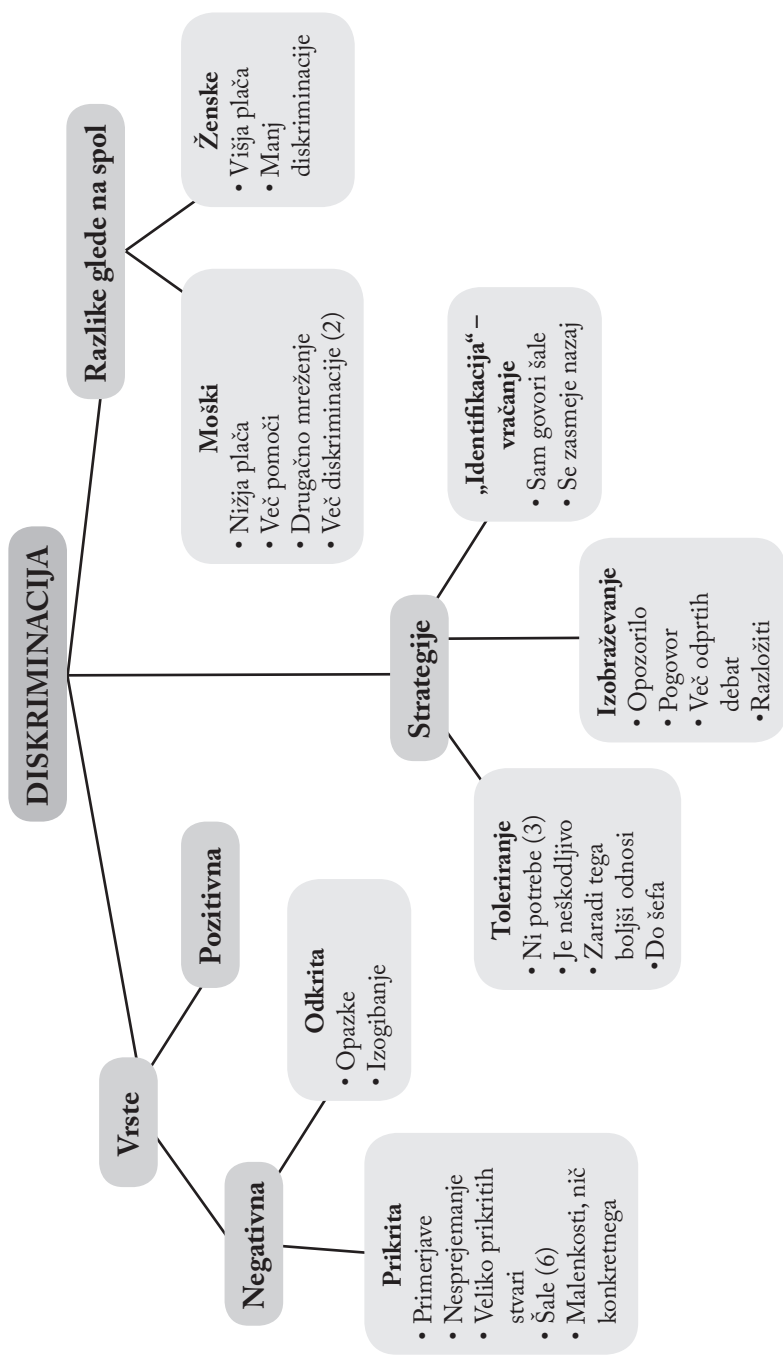 DISKRIMINACIJA
Vrste
Negativna
Prikrita
• Primerjave
• Nesprejemanje
• Veliko prikritih
stvari
• Šale (6)
• Malenkosti, nič
konkretnega
Odkrita
• Opazke
• Izogibanje
Pozitivna
Strategije
Toleriranje
• Ni potrebe (3)
• Je neškodljivo
• Zaradi tega
boljši odnosi
•Do šefa
Izobraževanje
• Opozorilo
• Pogovor
• Več odprtih
debat
•Razložiti
„Identifikacija“ –
vračanje
• Sam govori šale
• Se zasmeje nazaj
Razlike glede na spol
Moški
• Nižja plača
• Več pomoči
• Drugačno mreženje
• Več diskriminacije (2)
Ženske
• Višja plača
• Manj
diskriminacije